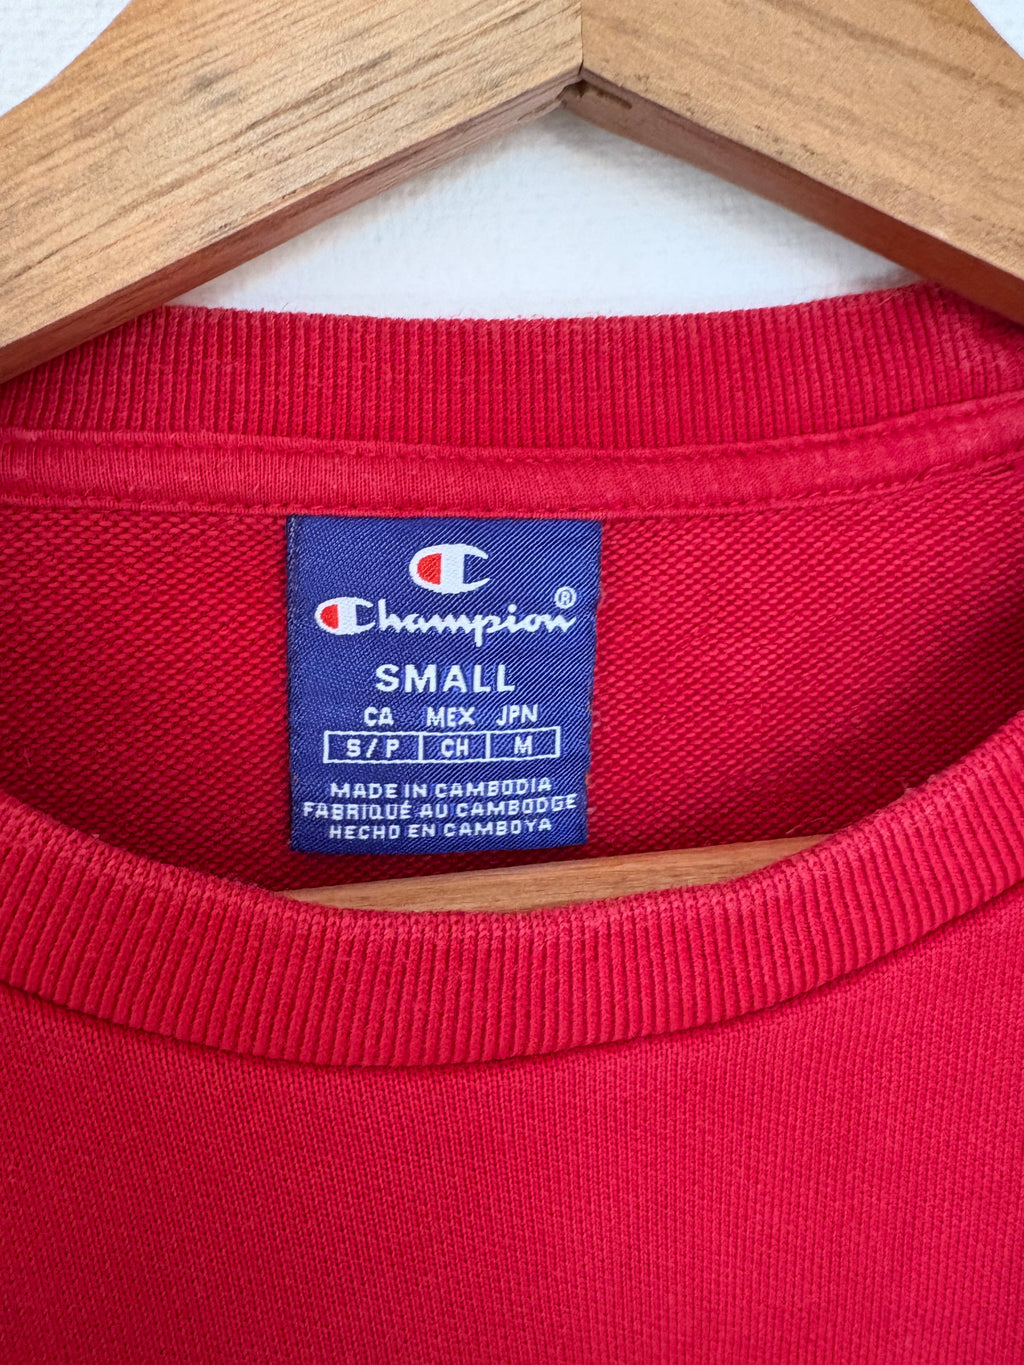 Champion®
SMALL
CA MEX JPN
S/P CH M
MADE IN CAMBODIA
FABRIQUÉ AU CAMBODGE
HECHO EN CAMBOYA